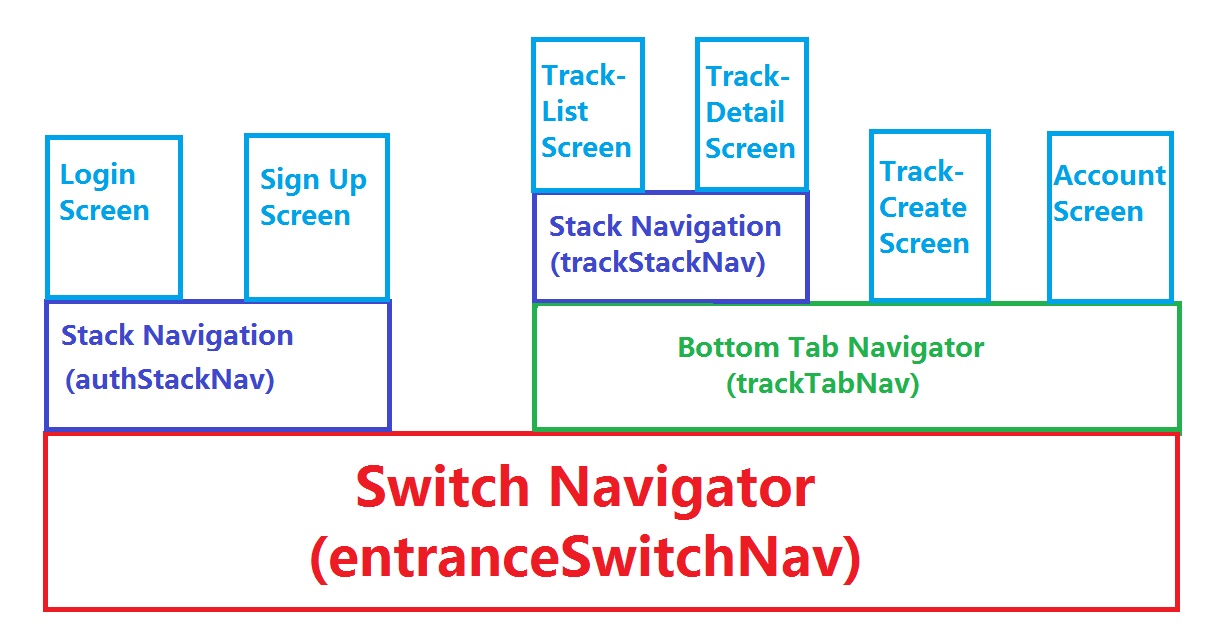 Track-
List
Screen
Track-
Detail
Screen
Login
Screen
Sign Up
Screen
Track-
Create
Screen
Account
Screen
Stack Navigation
(trackStackNav)
Stack Navigation
(authStackNav)
Bottom Tab Navigator
(trackTabNav)
Switch Navigator
(entranceSwitchNav)